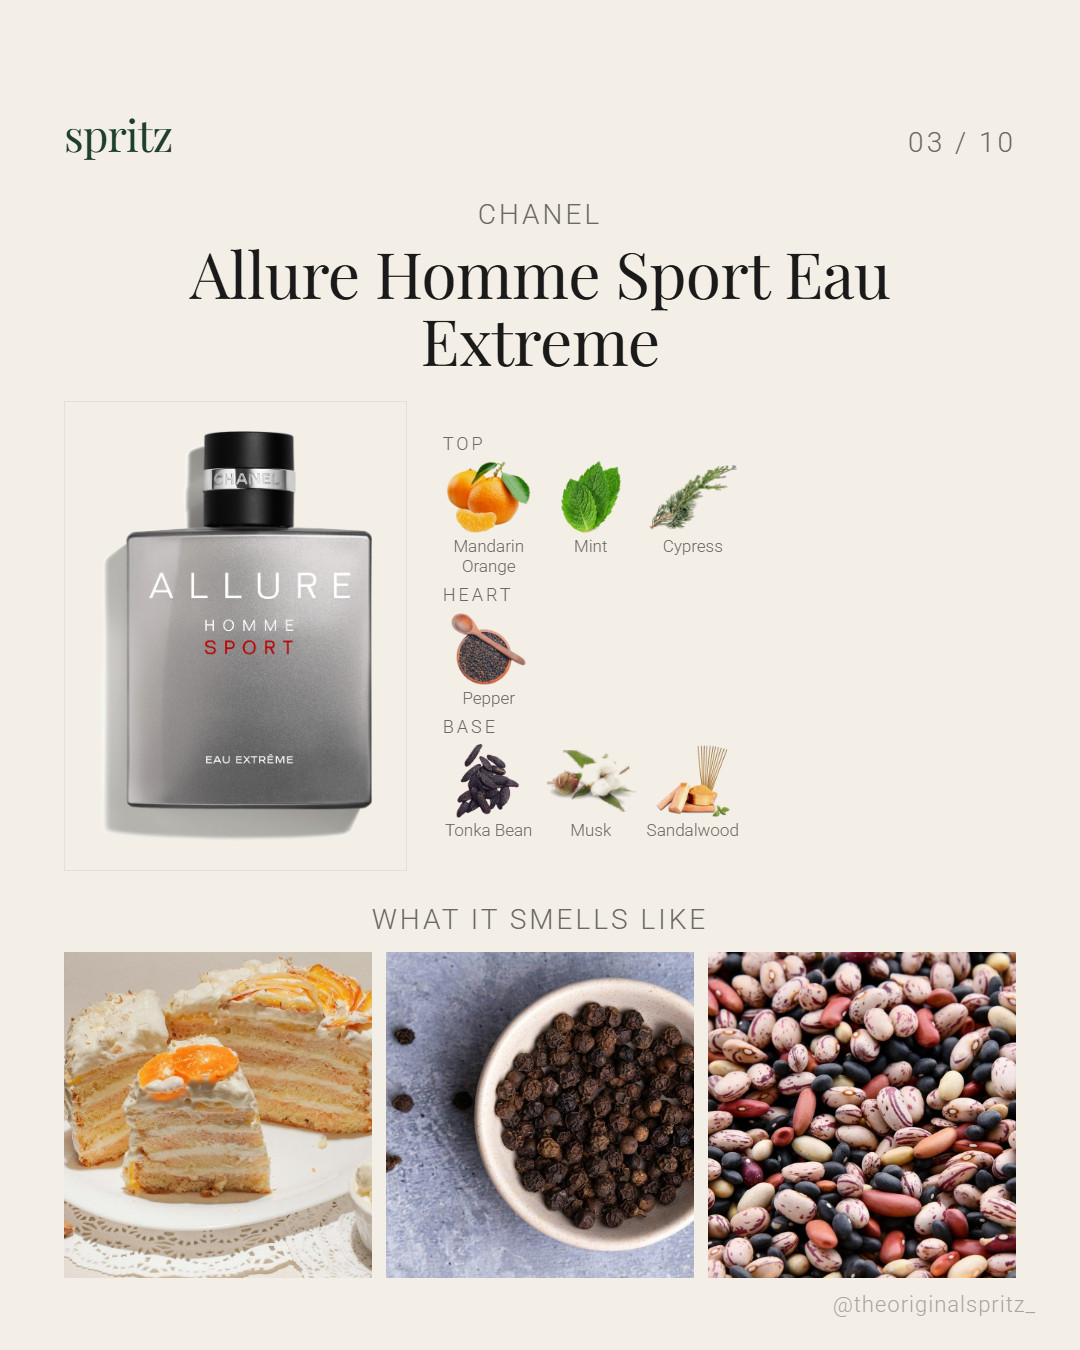 spritz
03 / 10
CHANEL
Allure Homme Sport Eau
Extreme
CHANEL
ALLURE
HOMME
SPORT
EAU EXTRÊME
TOP
Mandarin
Orange
Mint
Cypress
HEART
Pepper
BASE
Tonka Bean
Musk
Sandalwood
WHAT IT SMELLS LIKE
@theoriginalspritz_